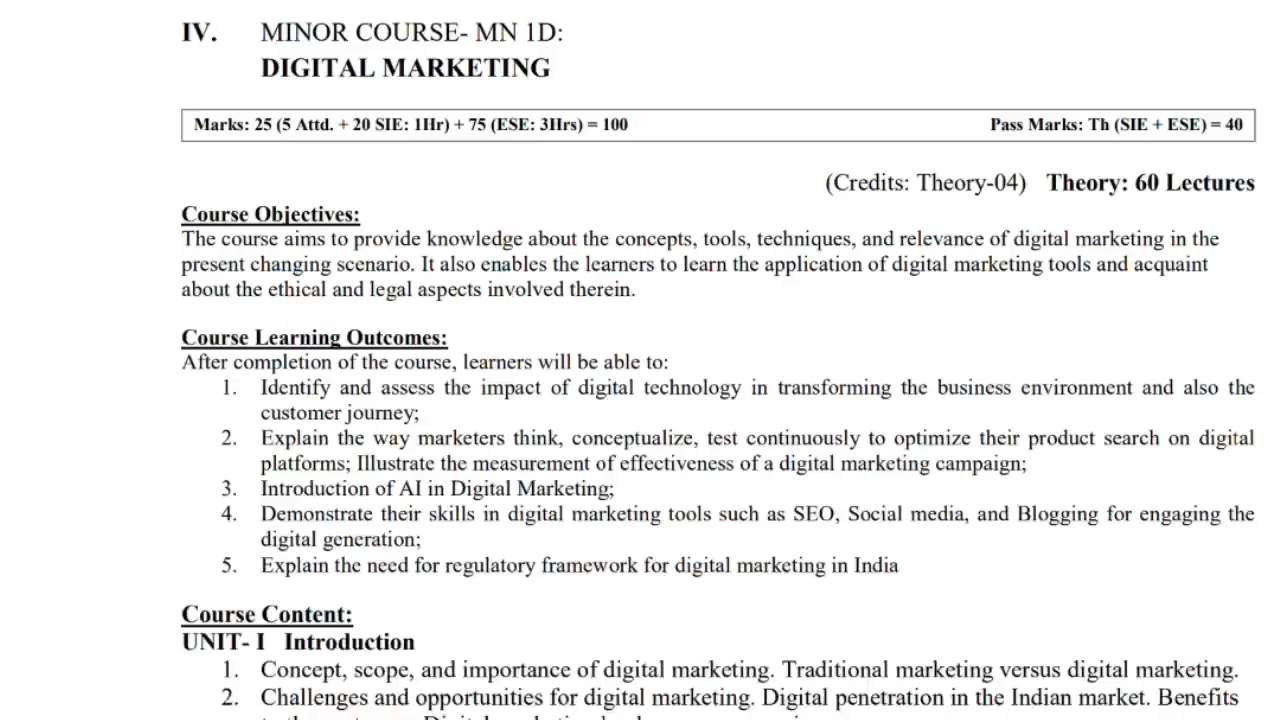 IV. MINOR COURSE- MN 1D:
DIGITAL MARKETING
Marks: 25 (5 Attd. + 20 SIE: 1Hr) + 75 (ESE: 3Hrs) = 100 Pass Marks: Th (SIE + ESE) = 40
(Credits: Theory-04) Theory: 60 Lectures
Course Objectives:
The course aims to provide knowledge about the concepts, tools, techniques, and relevance of digital marketing in the
present changing scenario. It also enables the learners to learn the application of digital marketing tools and acquaint
about the ethical and legal aspects involved therein.
Course Learning Outcomes:
After completion of the course, learners will be able to:
1. Identify and assess the impact of digital technology in transforming the business environment and also the
customer journey;
2. Explain the way marketers think, conceptualize, test continuously to optimize their product search on digital
platforms; Illustrate the measurement of effectiveness of a digital marketing campaign;
3. Introduction of AI in Digital Marketing;
4. Demonstrate their skills in digital marketing tools such as SEO, Social media, and Blogging for engaging the
digital generation;
5. Explain the need for regulatory framework for digital marketing in India
Course Content:
UNIT- I Introduction
1. Concept, scope, and importance of digital marketing. Traditional marketing versus digital marketing.
2. Challenges and opportunities for digital marketing. Digital penetration in the Indian market. Benefits